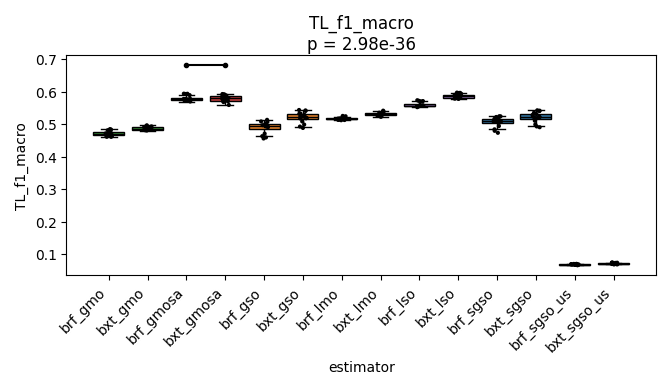 TL_f1_macro
p = 2.98e-36
TL_f1_macro
0.7
0.6
0.5
0.4
0.3
0.2
0.1
brf_gmo
bxt_gmo
brf_gmosa
bxt_gmosa
brf_gso
bxt_gso
brf_lmo
bxt_lmo
brf_lso
bxt_lso
brf_sgso
bxt_sgso
brf_sgso_us
bxt_sgso_us
estimator